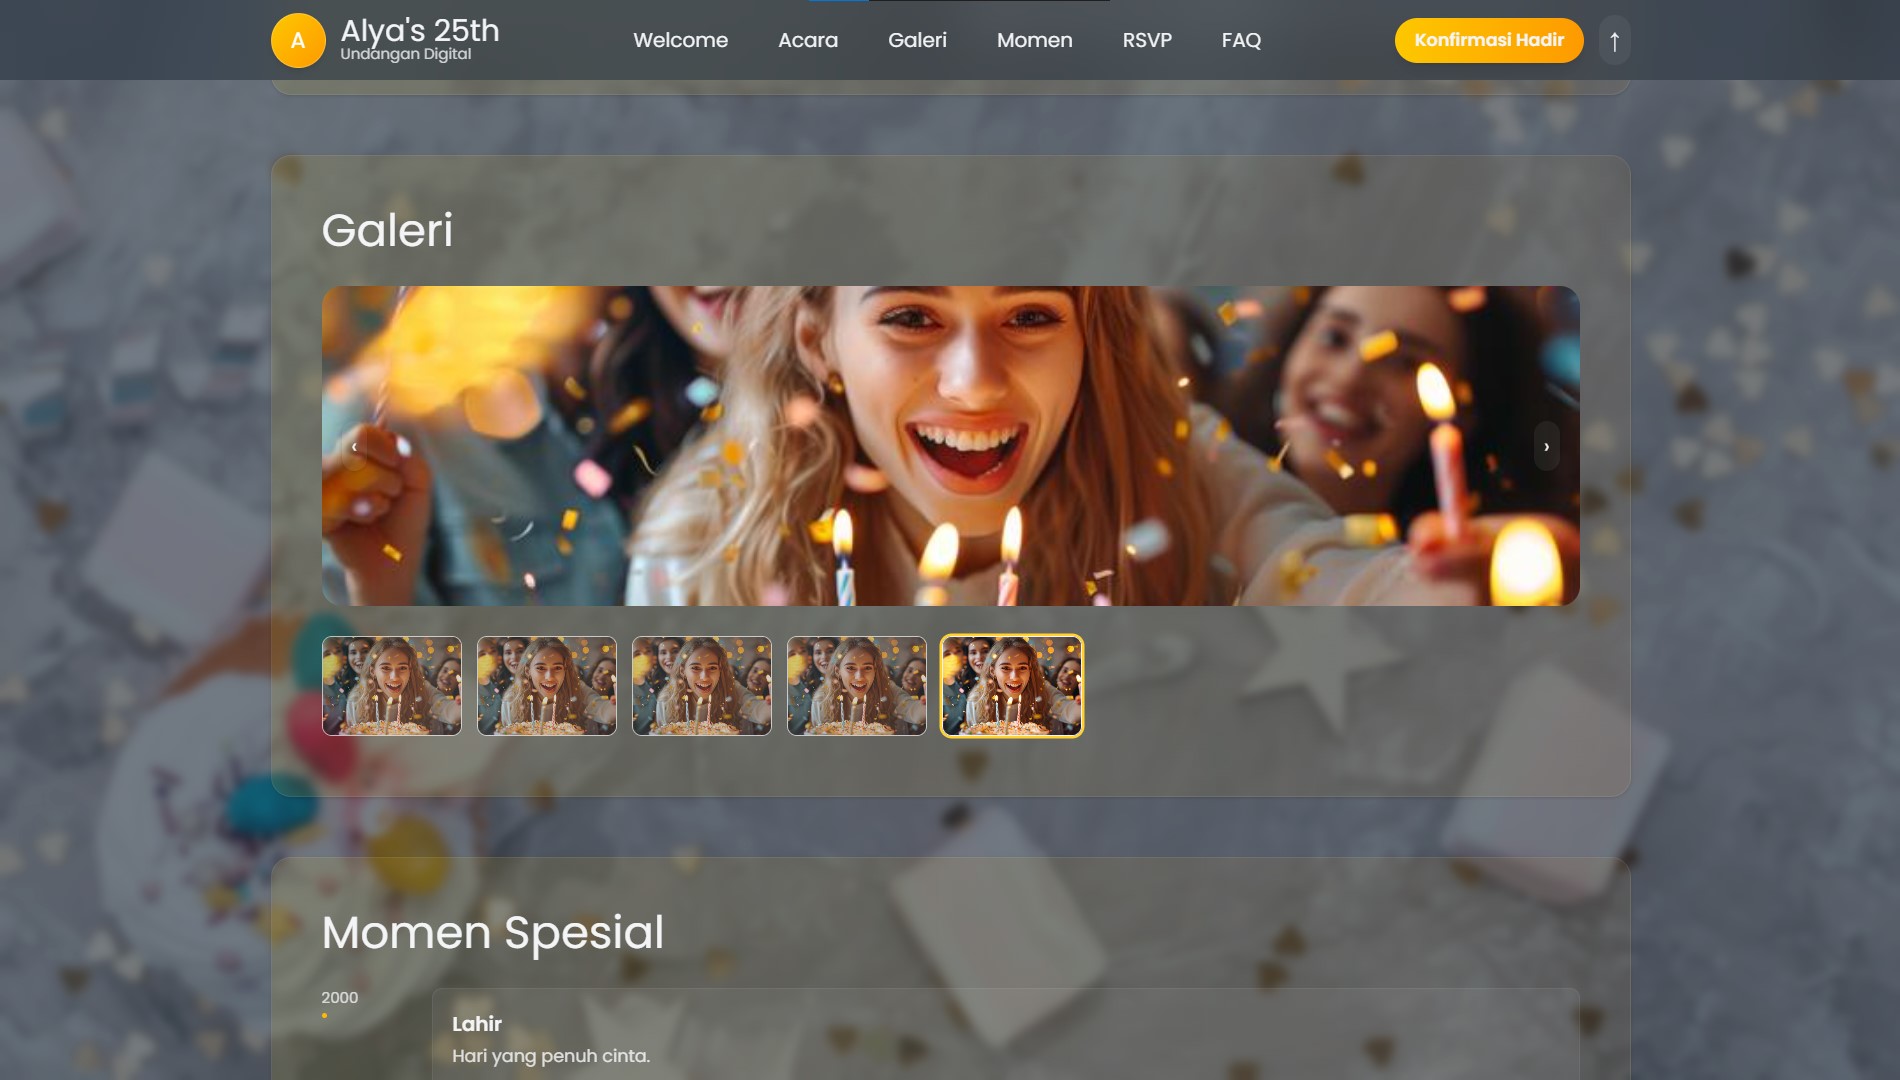 A
Alya's 25th
Undangan Digital
Welcome
Acara
Galeri
Momen
RSVP
FAQ
Konfirmasi Hadir
↑
Galeri
‹
›
Momen Spesial
2000
Lahir
Hari yang penuh cinta.